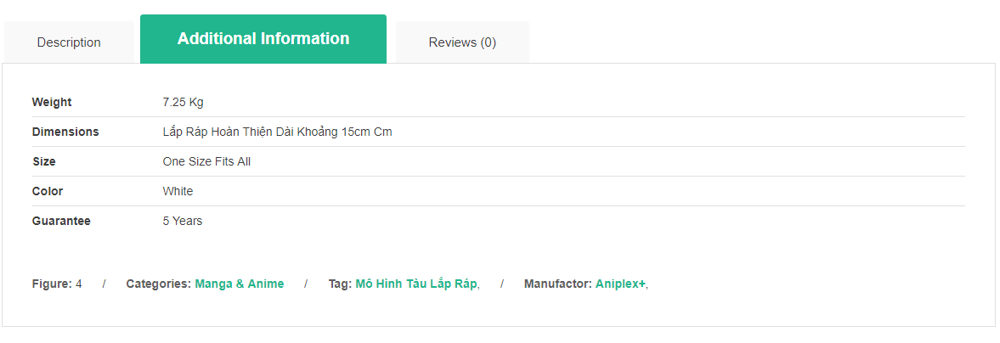 Description Additional Information Reviews (0)
Weight 7.25 Kg
Dimensions Lắp Ráp Hoàn Thiện Dài Khoảng 15cm Cm
Size One Size Fits All
Color White
Guarantee 5 Years
Figure: 4 / Categories: Manga & Anime / Tag: Mô Hình Tàu Lắp Ráp, / Manufactor: Aniplex+,